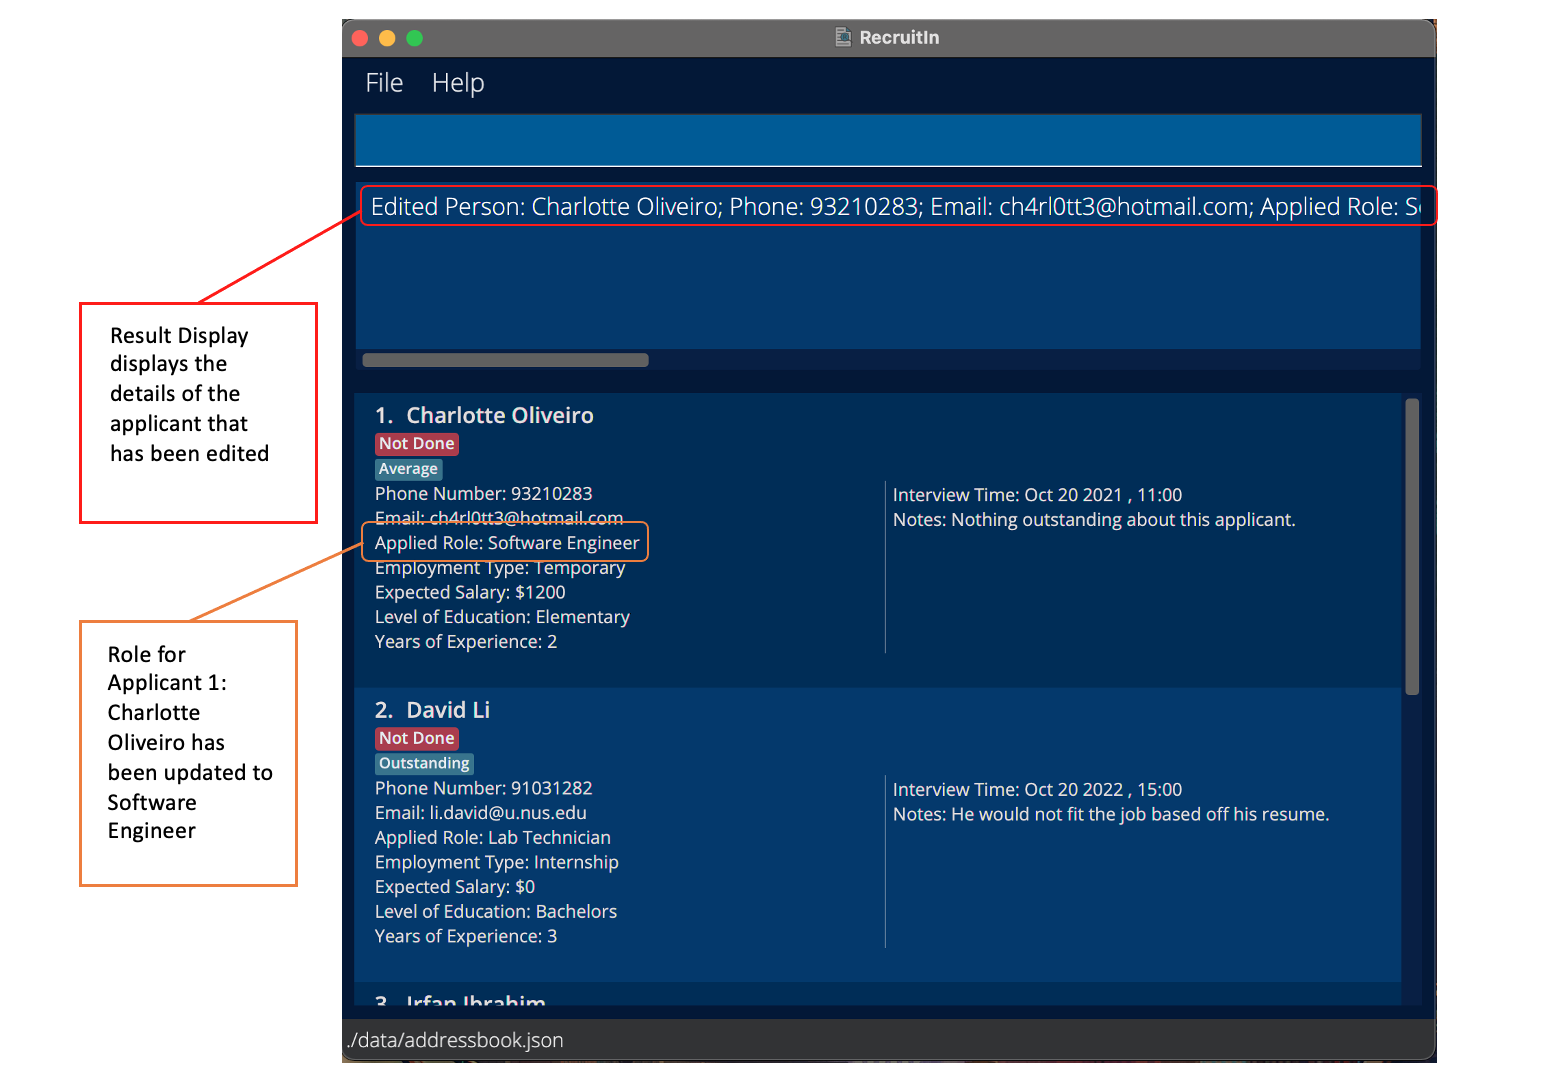 RecruitIn
File Help
Edited Person: Charlotte Oliveiro; Phone: 93210283; Email: ch4rl0tt3@hotmail.com; Applied Role: S
Result Display
displays the
details of the
applicant that
has been edited
1. Charlotte Oliveiro
Not Done
Average
Phone Number: 93210283
Email: ch4rl0tt3@hotmail.com
Applied Role: Software Engineer
Employment Type: Temporary
Expected Salary: $1200
Level of Education: Elementary
Years of Experience: 2
Interview Time: Oct 20 2021 , 11:00
Notes: Nothing outstanding about this applicant.
Role for
Applicant 1:
Charlotte
Oliveiro has
been updated to
Software
Engineer
2. David Li
Not Done
Outstanding
Phone Number: 91031282
Email: li.david@u.nus.edu
Applied Role: Lab Technician
Employment Type: Internship
Expected Salary: $0
Level of Education: Bachelors
Years of Experience: 3
Interview Time: Oct 20 2022 , 15:00
Notes: He would not fit the job based off his resume.
3. Irfan Ibrahim
./data/addressbook.json